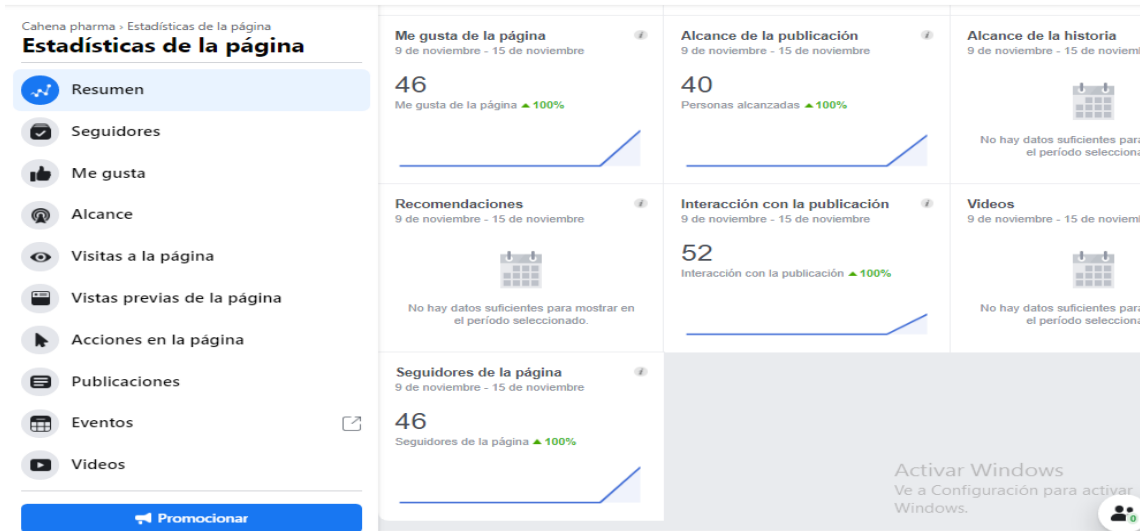 Cahena pharma › Estadísticas de la página
Estadísticas de la página
Resumen
Seguidores
Me gusta
Alcance
Visitas a la página
Vistas previas de la página
Acciones en la página
Publicaciones
Eventos
Videos
Promocionar
Me gusta de la página
9 de noviembre - 15 de noviembre
46
Me gusta de la página 100%
Alcance de la publicación
9 de noviembre - 15 de noviembre
40
Personas alcanzadas 100%
Alcance de la historia
9 de noviembre - 15 de
No hay datos suficientes
el período
Recomendaciones
9 de noviembre - 15 de noviembre
No hay datos suficientes para mostrar en
el período seleccionado.
Interacción con la publicación
9 de noviembre - 15 de noviembre
52
Interacción con la publicación 100%
Videos
9 de noviembre - 15 de
No hay datos suficientes
el período
Seguidores de la página
9 de noviembre - 15 de noviembre
46
Seguidores de la página 100%
Activar Windows
Ve a Configuración para activar
Windows.
0